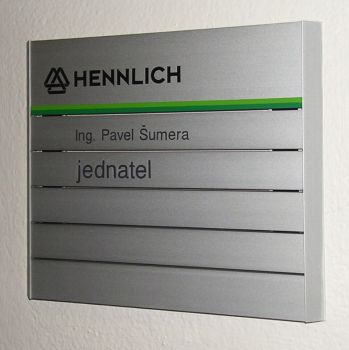 HENNLICH
Ing. Pavel Šumera
jednatel